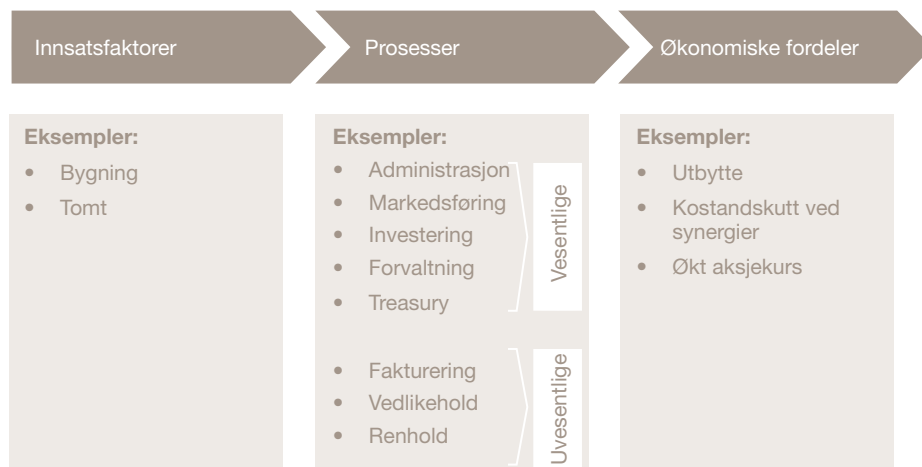 Innsatsfaktorer
Prosesser
Økonomiske fordeler
Eksempler:
• Bygning
• Tomt
Eksempler:
• Administrasjon
• Markedsføring
• Investering
• Forvaltning
• Treasury
Vesentlige
• Fakturering
• Vedlikehold
• Renhold
Uvesentlige
Eksempler:
• Utbytte
• Kostandskutt ved
synergier
• Økt aksjekurs